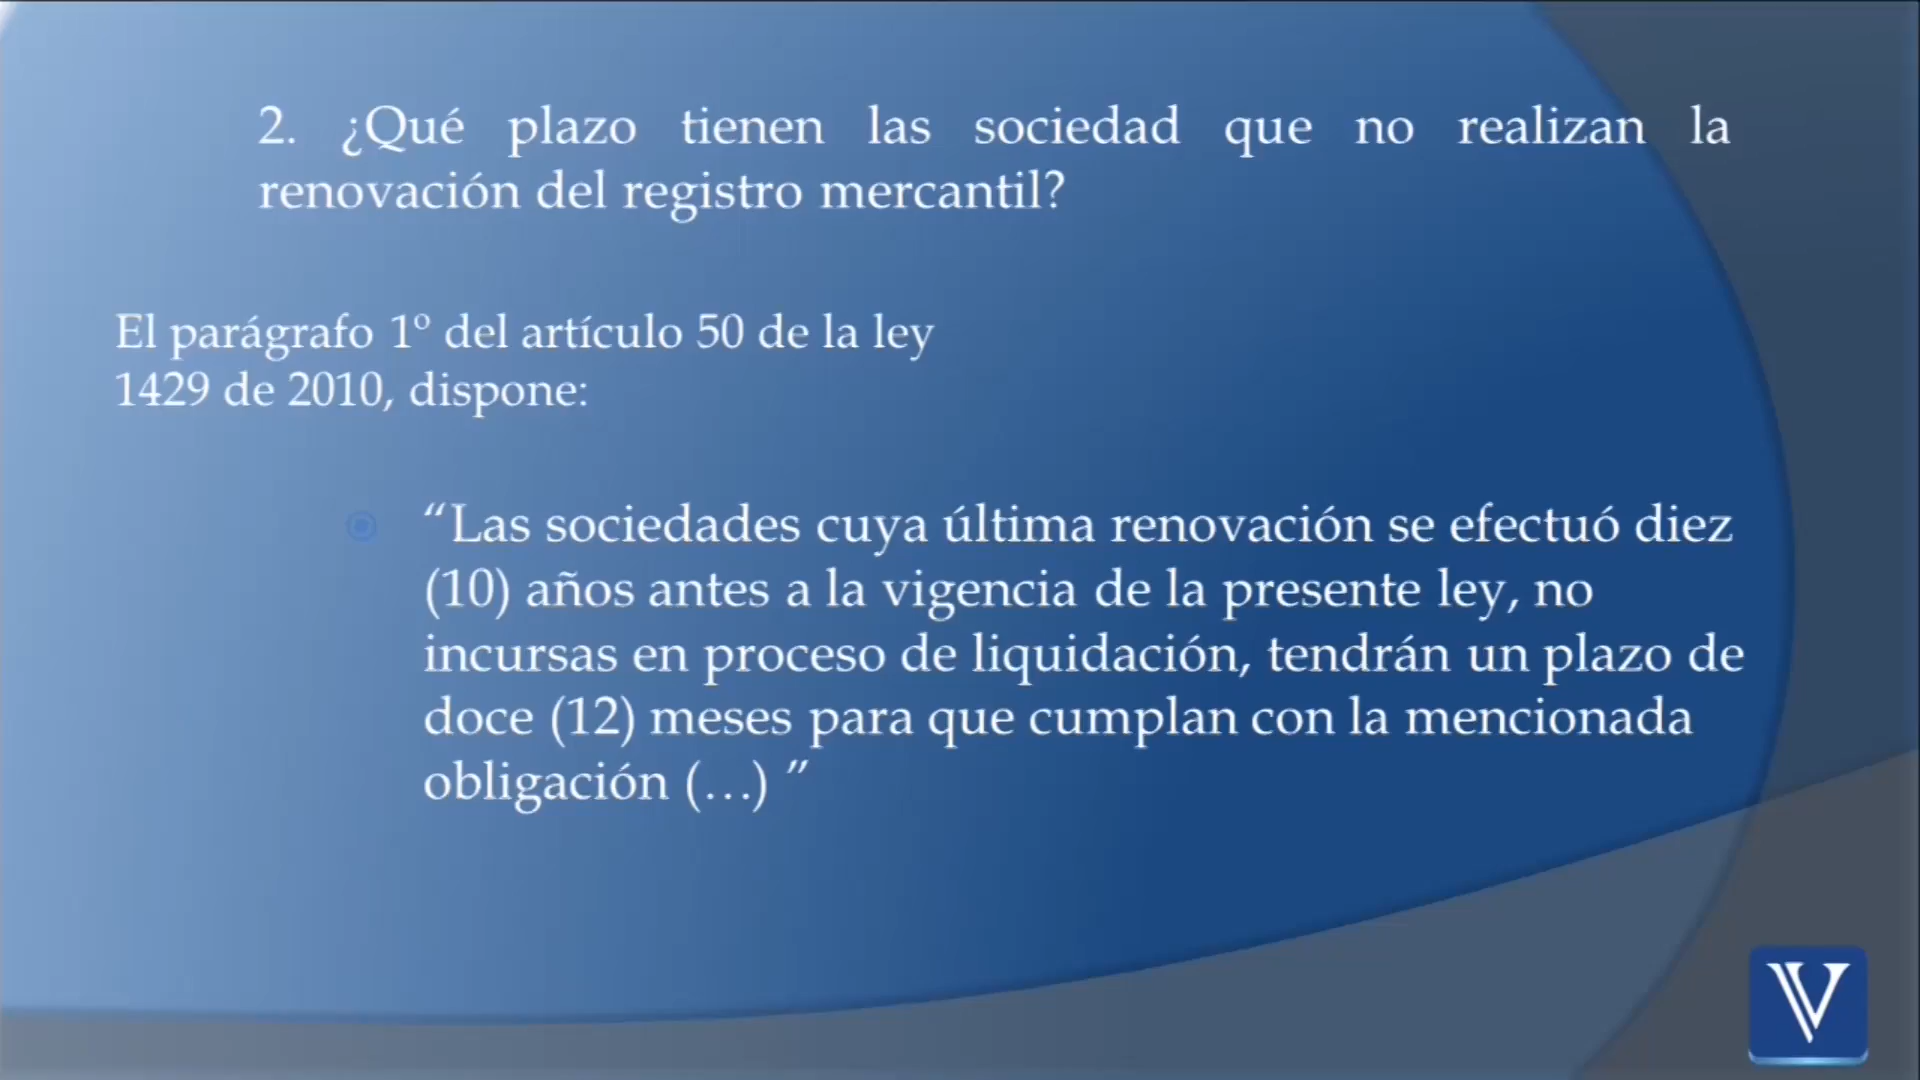 2. ¿Qué plazo tienen las sociedad que no realizan la
renovación del registro mercantil?
El parágrafo 1º del artículo 50 de la ley
1429 de 2010, dispone:
“Las sociedades cuya última renovación se efectuó diez
(10) años antes a la vigencia de la presente ley, no
incursas en proceso de liquidación, tendrán un plazo de
doce (12) meses para que cumplan con la mencionada
obligación (…) ”
V